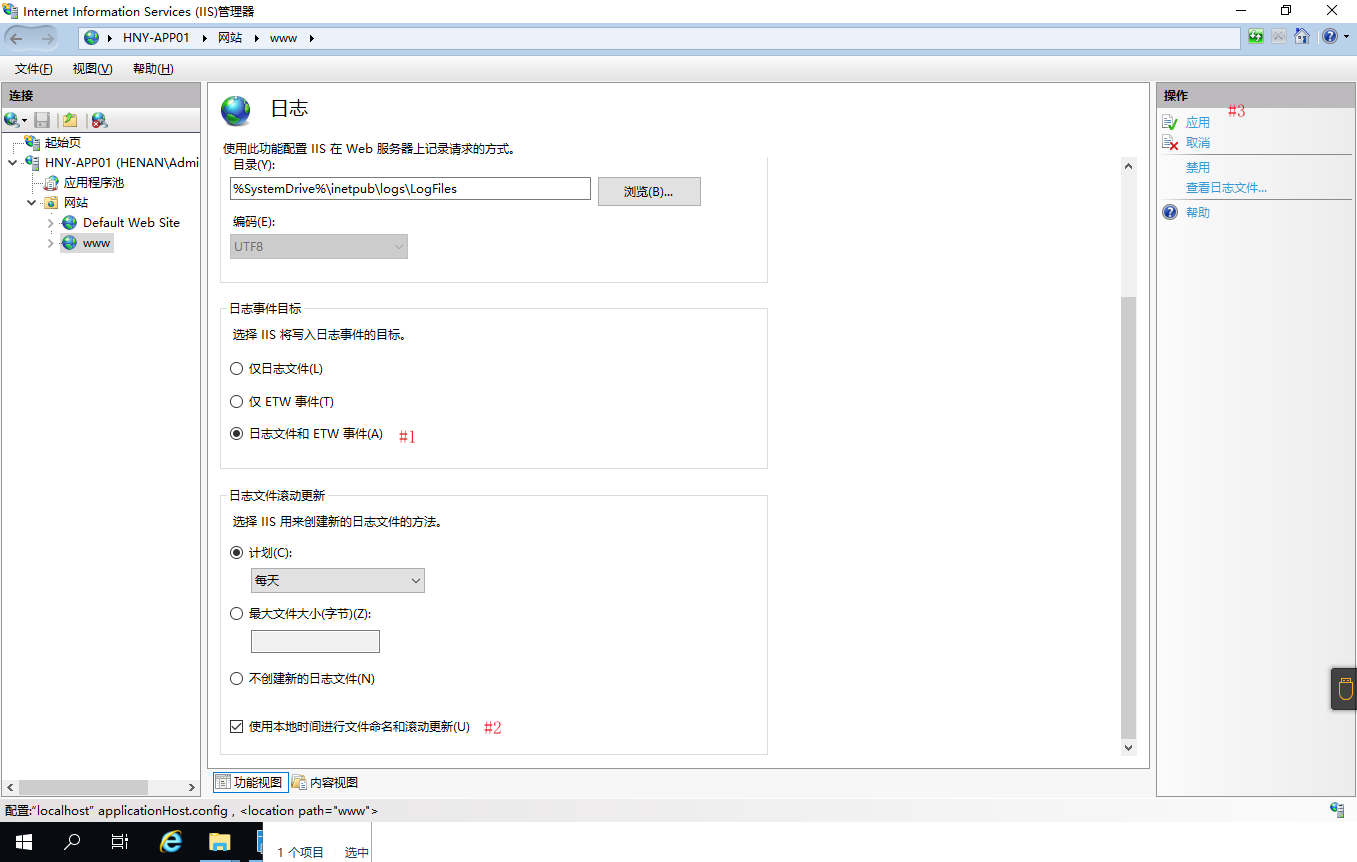 Internet Information Services (IIS)管理器
HNY-APP01 网站 www
文件(F) 视图(V) 帮助(H)
连接
起始页
HNY-APP01 (HENAN\Admi
应用程序池
网站
Default Web Site
www
日志
使用此功能配置 IIS 在 Web 服务器上记录请求的方式。
目录(Y):
%SystemDrive%\inetpub\logs\LogFiles
浏览(B)...
编码(E):
UTF8
日志事件目标
选择 IIS 将写入日志事件的目标。
仅日志文件(L)
仅 ETW 事件(T)
日志文件和 ETW 事件(A) #1
日志文件滚动更新
选择 IIS 用来创建新的日志文件的方法。
计划(C):
每天
最大文件大小(字节)(Z):
不创建新的日志文件(N)
使用本地时间进行文件命名和滚动更新(U) #2
功能视图 内容视图
操作
#3
应用
取消
禁用
查看日志文件...
帮助
配置:“localhost” applicationHost.config , <location path="www">
1 个项目 选中